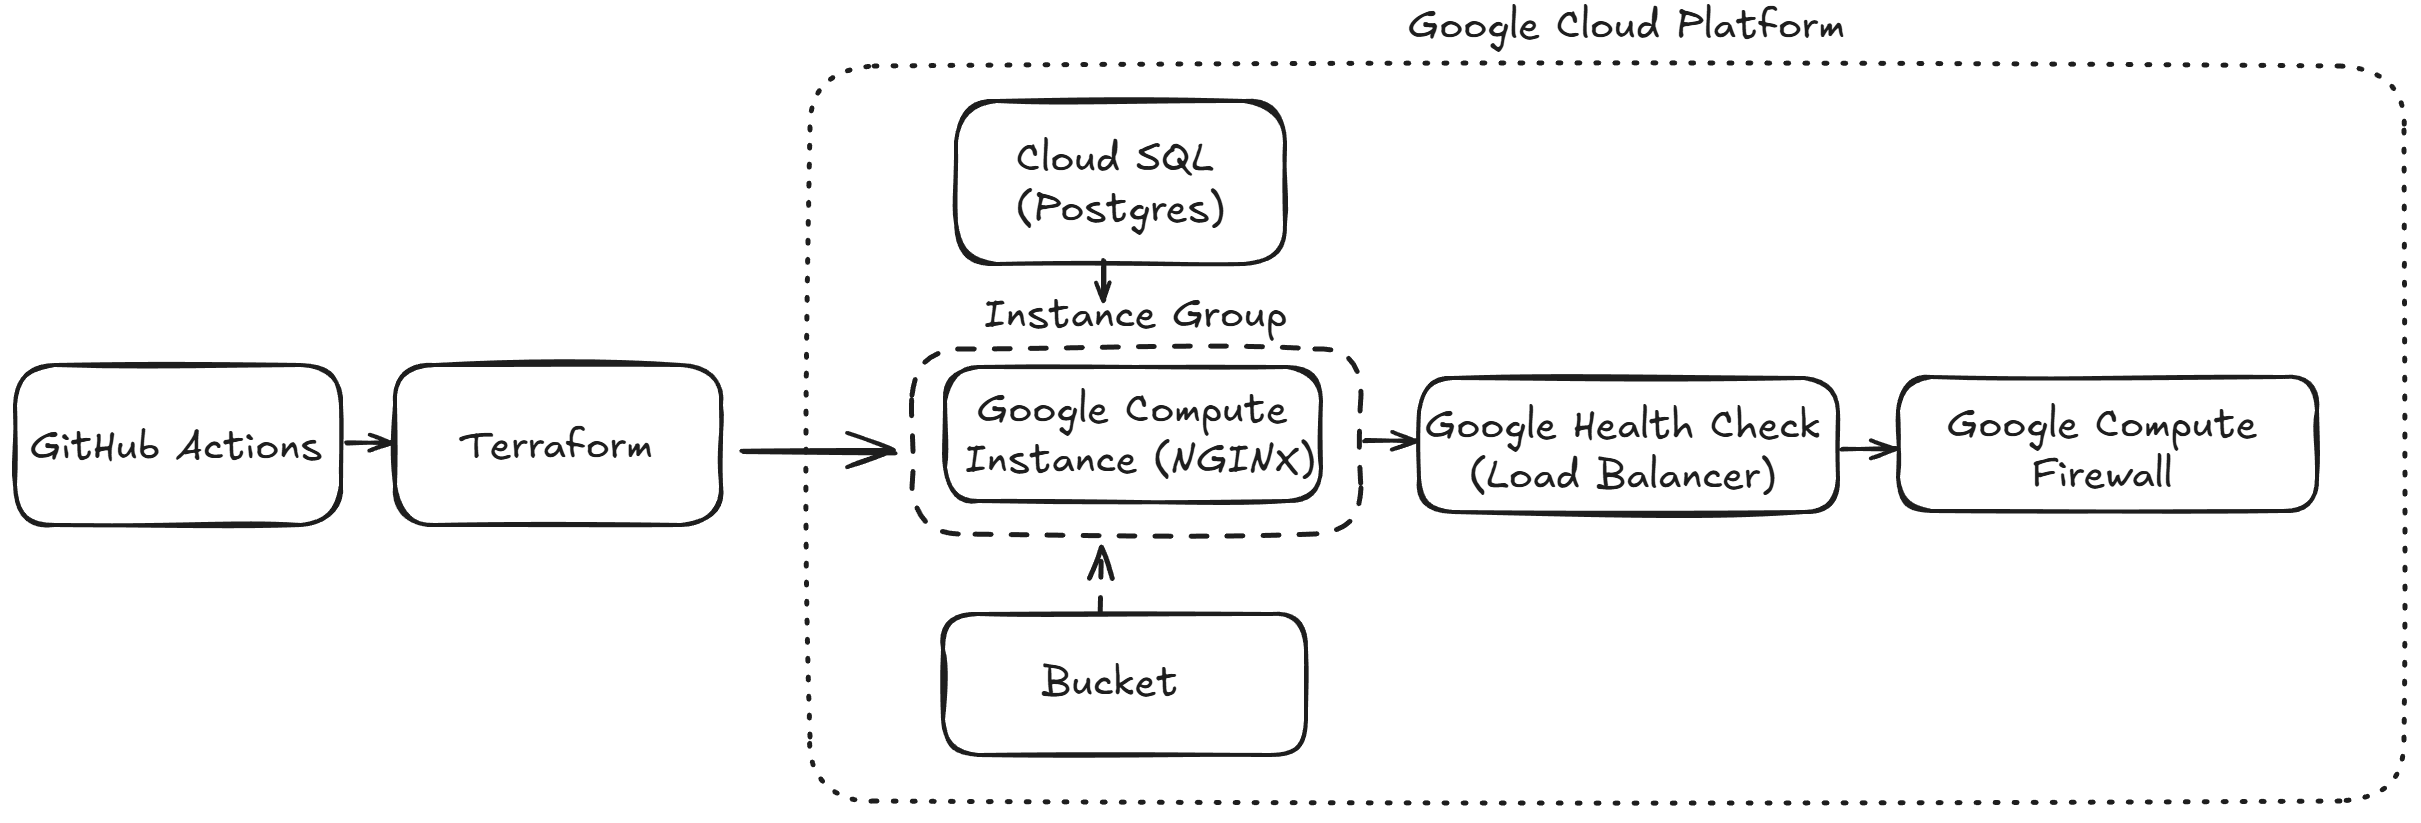 Google Cloud Platform
Cloud SQL
(Postgres)
Instance Group
GitHub Actions
Terraform
Google Compute
Instance (NGINX)
Google Health Check
(Load Balancer)
Google Compute
Firewall
Bucket